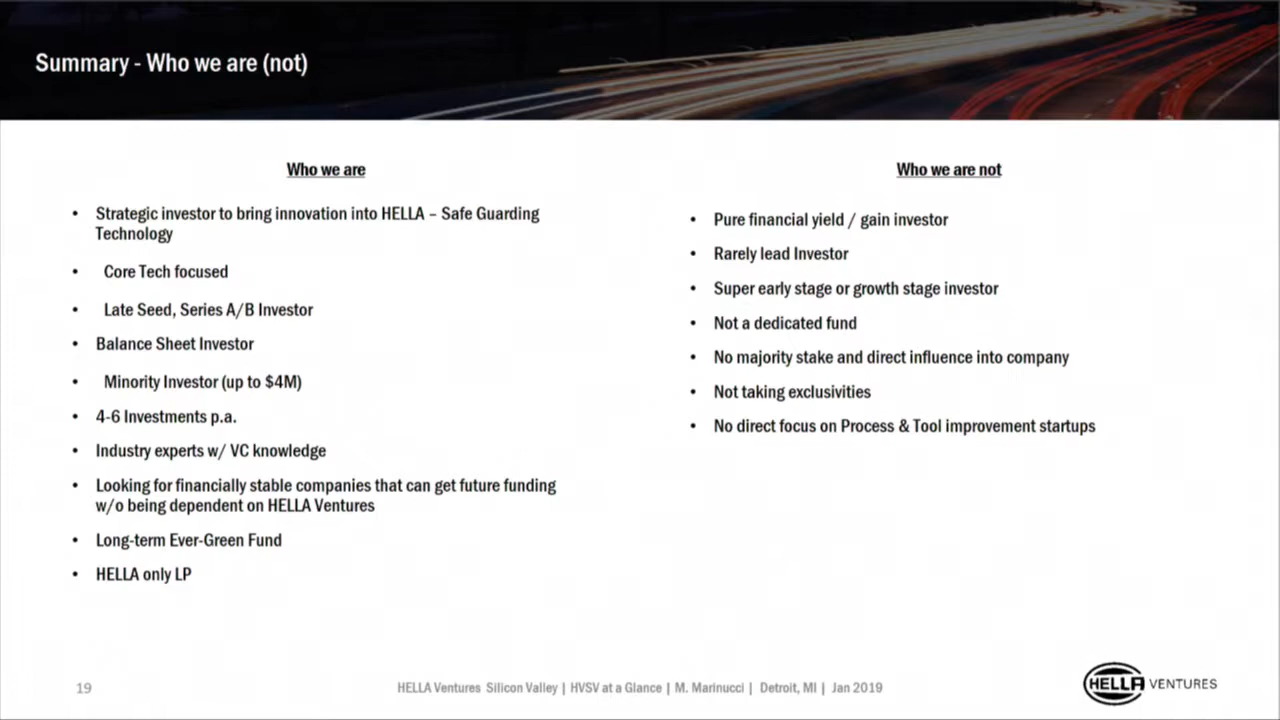 Summary - Who we are (not)
Who we are
• Strategic investor to bring innovation into HELLA – Safe Guarding
Technology
• Core Tech focused
• Late Seed, Series A/B Investor
• Balance Sheet Investor
• Minority Investor (up to $4M)
• 4-6 Investments p.a.
• Industry experts w/ VC knowledge
• Looking for financially stable companies that can get future funding
w/o being dependent on HELLA Ventures
• Long-term Ever-Green Fund
• HELLA only LP
Who we are not
• Pure financial yield / gain investor
• Rarely lead Investor
• Super early stage or growth stage investor
• Not a dedicated fund
• No majority stake and direct influence into company
• Not taking exclusivities
• No direct focus on Process & Tool improvement startups
19
HELLA Ventures Silicon Valley | HVSV at a Glance | M. Marinucci | Detroit, MI | Jan 2019
HELLA VENTURES